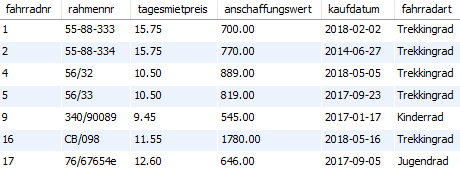 fahrradnr rahmennr tagesmietpreis anschaffungswert kaufdatum fahrradart
1 55-88-333 15.75 700.00 2018-02-02 Trekkingrad
2 55-88-334 15.75 770.00 2014-06-27 Trekkingrad
4 56/32 10.50 889.00 2018-05-05 Trekkingrad
5 56/33 10.50 819.00 2017-09-23 Trekkingrad
9 340/90089 9.45 545.00 2017-01-17 Kinderrad
16 CB/098 11.55 1780.00 2018-05-16 Trekkingrad
17 76/67654e 12.60 646.00 2017-09-05 Jugendrad